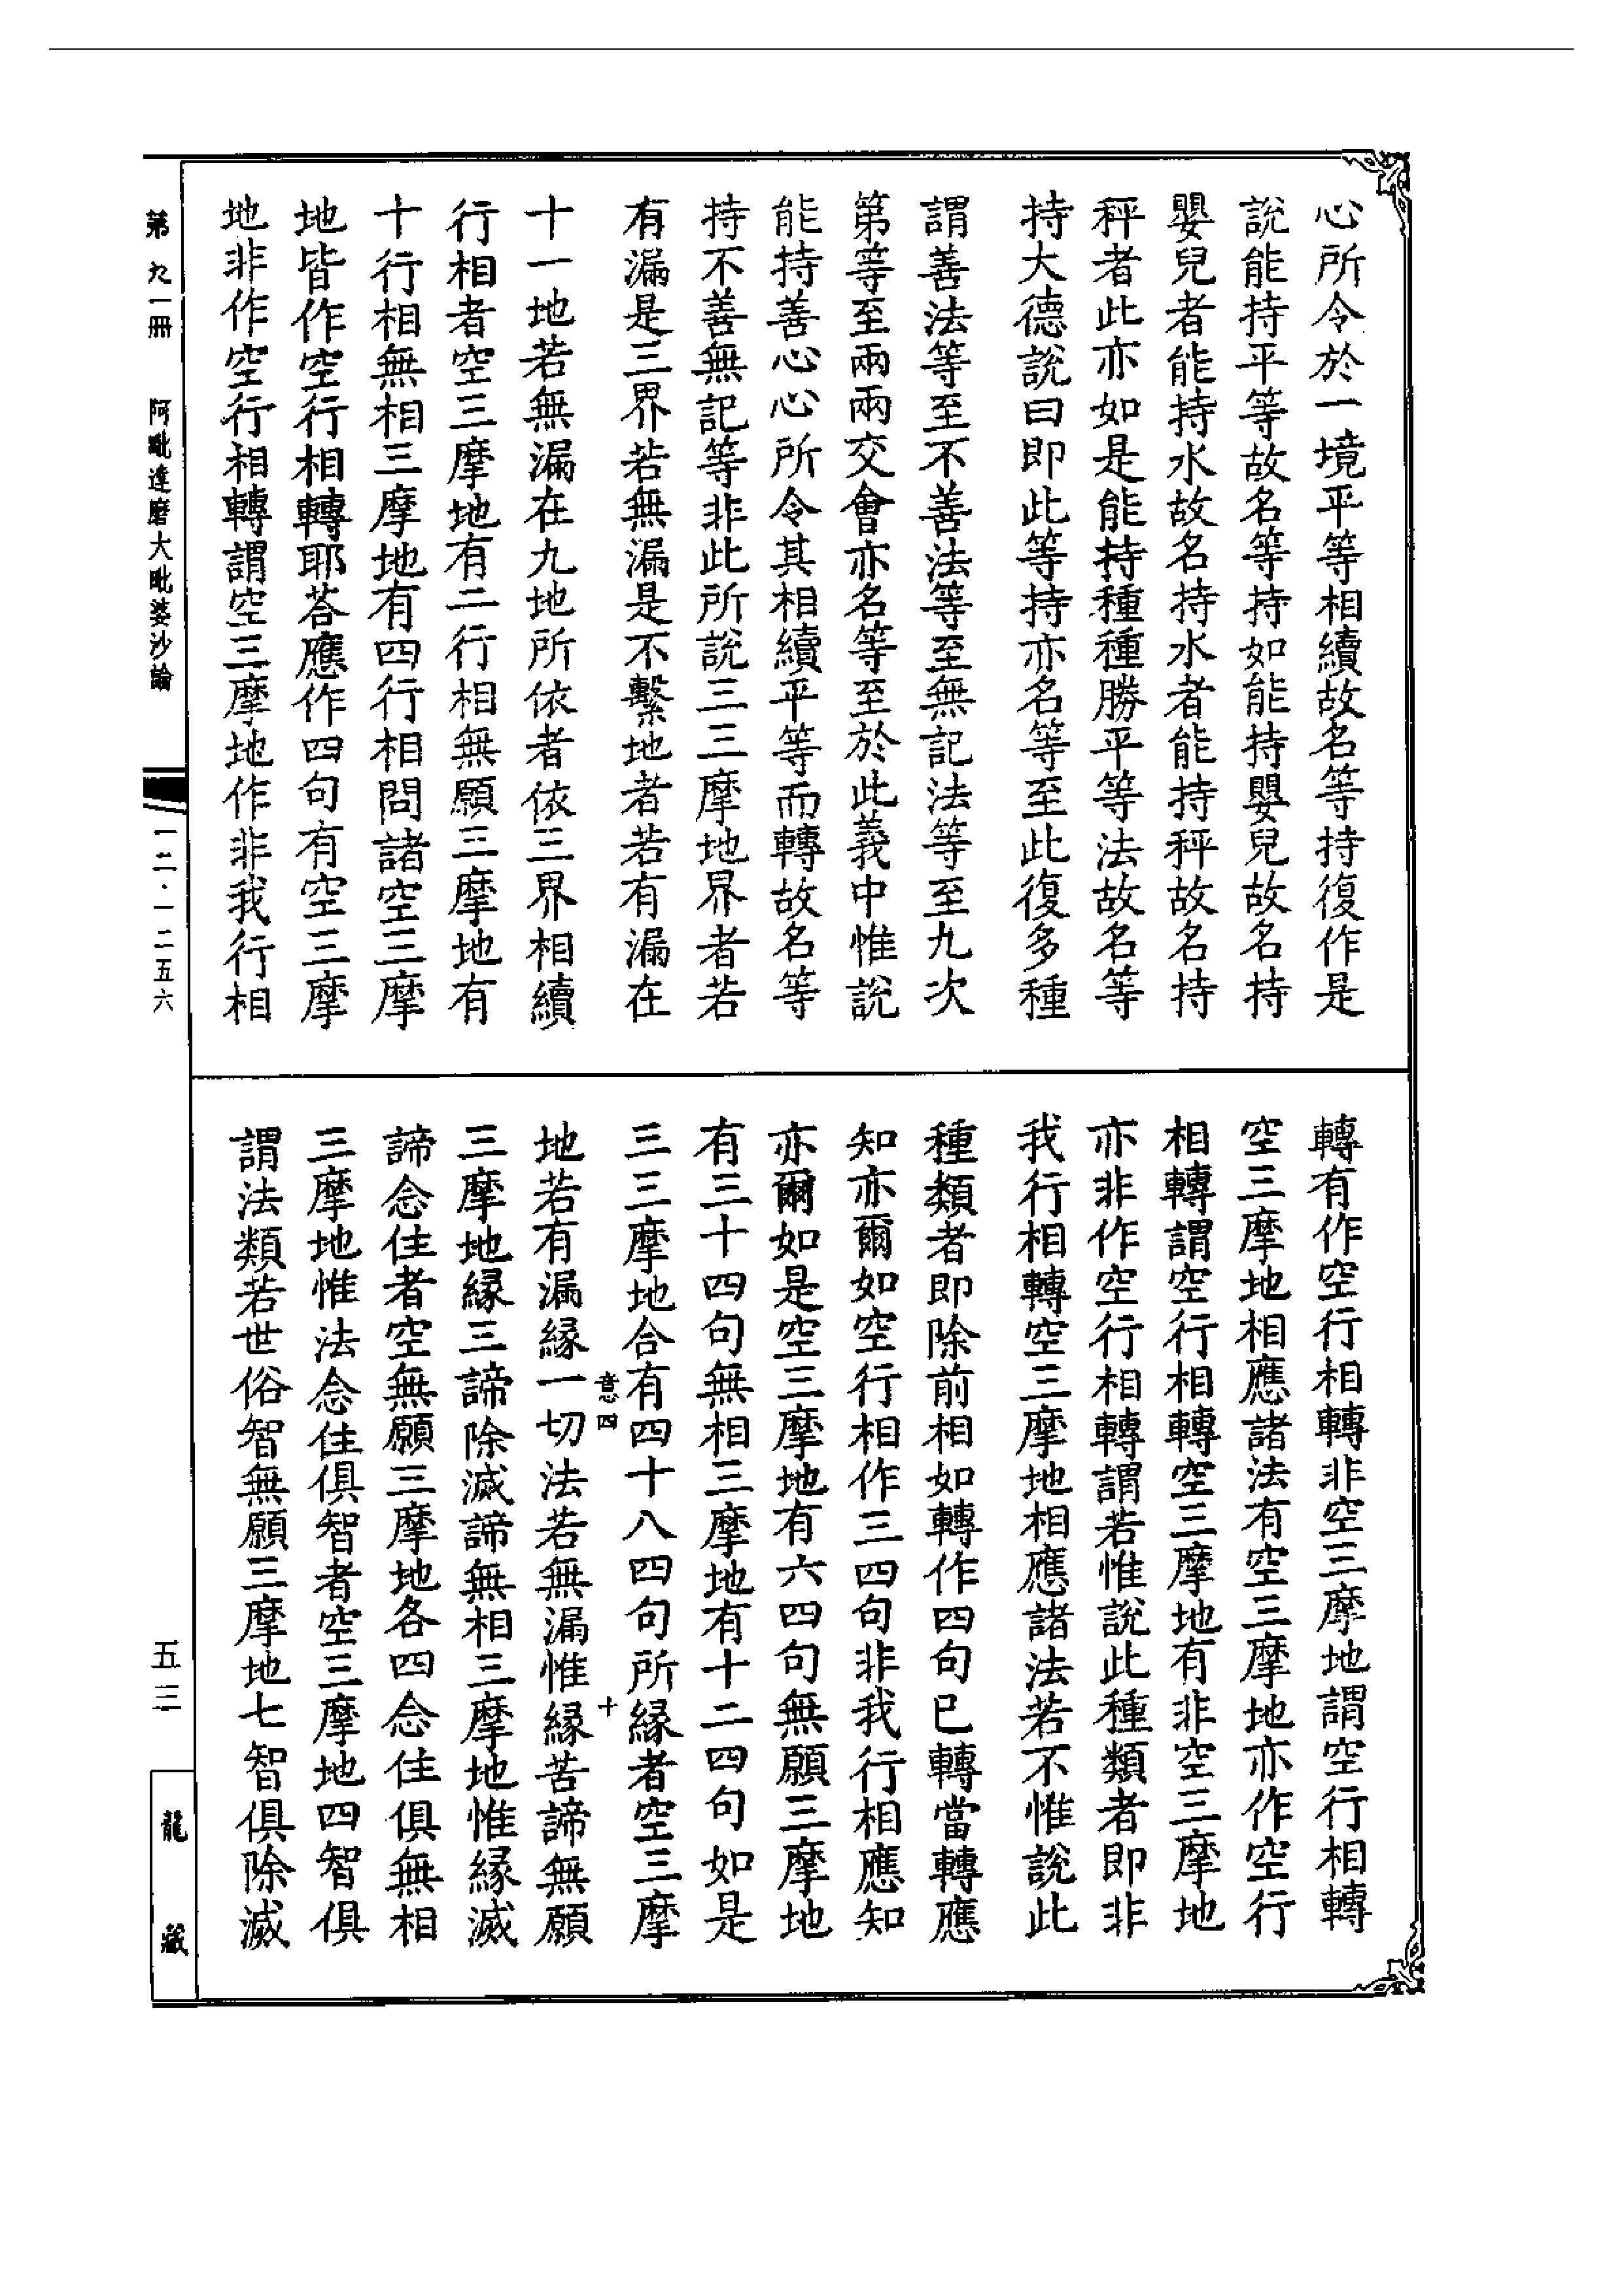 心所令於一境平等相續故名等持復作是
說能持平等故名等持如能持嬰兒故名持
嬰兒者能持水故名持水者能持秤故名持
秤者此亦如是能持種種勝平等法故名等
持大德說曰即此等持亦名等至此復多種
謂善法等至不善法等至無記法等至九次
第等至兩兩交會亦名等至於此義中惟說
能持善心心所令其相續平等而轉故名等
持不善無記等非此所說三三摩地界者若
有漏是三界若無漏是不繫地者若有漏在
十一地若無漏在九地所依者依三界相續
行相者空三摩地有二行相無願三摩地有
十行相無相三摩地有四行相問諸空三摩
地皆作空行相轉耶荅應作四句有空三摩
地非作空行相轉謂空三摩地作非我行相
轉有作空行相轉非空三摩地謂空行相轉
空三摩地相應諸法有空三摩地亦作空行
相轉謂空行相轉空三摩地有非空三摩地
亦非作空行相轉謂若惟說此種類者即非
我行相轉空三摩地相應諸法若不惟說此
種類者即除前相如轉作四句已轉當轉應
知亦爾如空行相作三四句非我行相應知
亦爾如是空三摩地有六四句無願三摩地
有三十四句無相三摩地有十二四句如是
三三摩地合有四十八四句所緣者空三摩
意四 十
地若有漏緣一切法若無漏惟緣苦諦無願
三摩地緣三諦除滅諦無相三摩地惟緣滅
諦念住者空無願三摩地各四念住俱無相
三摩地惟法念住俱智者空三摩地四智俱
謂法類若世俗智無願三摩地七智俱除滅
第九一冊 阿毗達磨大毗婆沙論
一二·一二五六
五三
龍藏